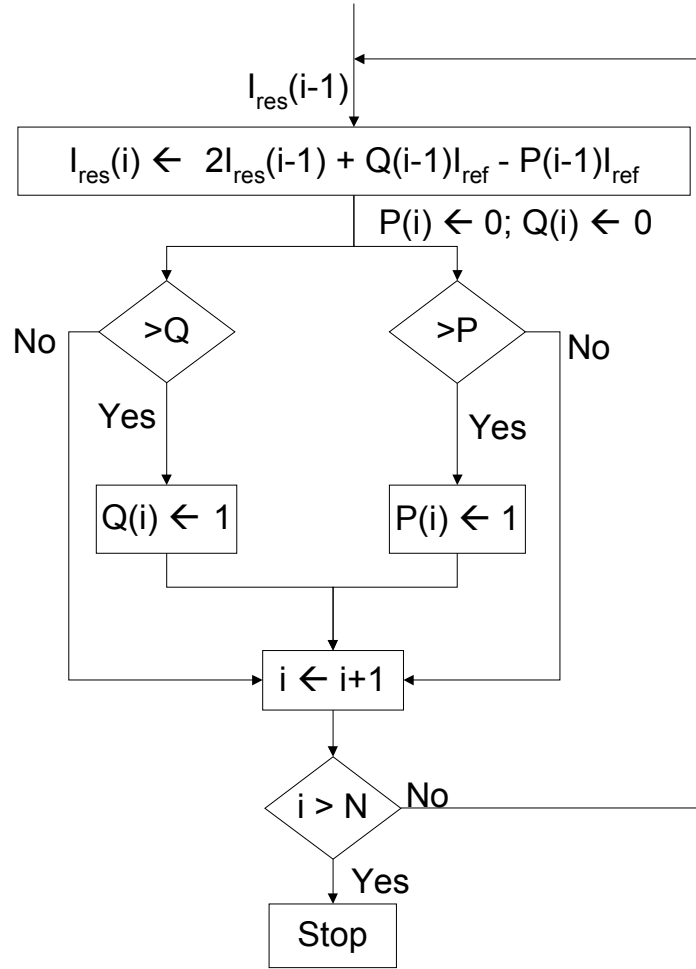 I_res(i-1)
I_res(i) ← 2I_res(i-1) + Q(i-1)I_ref - P(i-1)I_ref
P(i) ← 0; Q(i) ← 0
>Q
>P
No
No
Yes
Yes
Q(i) ← 1
P(i) ← 1
i ← i+1
i > N
No
Yes
Stop